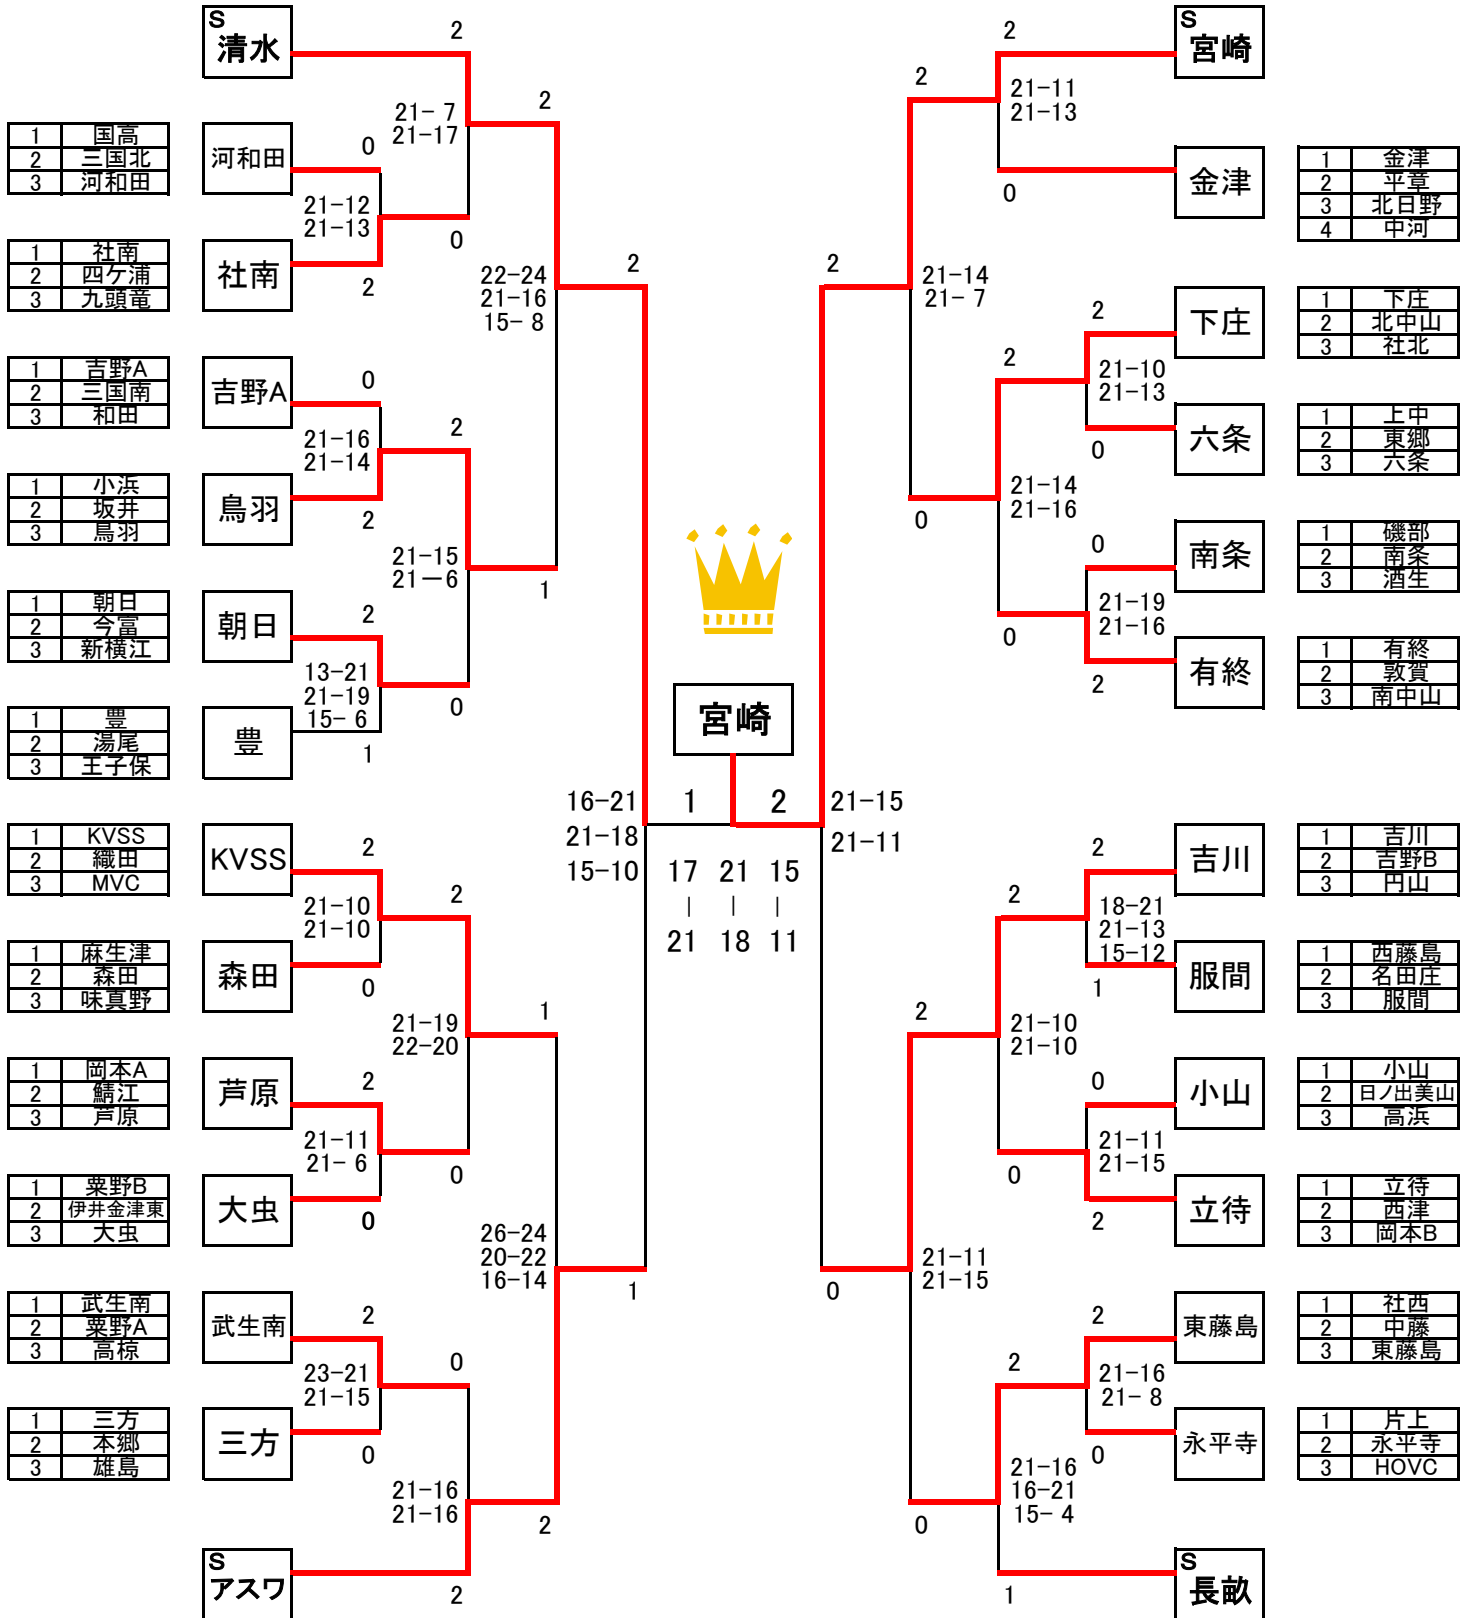 S
清水
2
21- 7
21-17
2
1 国高
2 三国北
3 河和田
河和田
0
21-12
21-13
0
1 社南
2 四ケ浦
3 九頭竜
社南
2
22-24
21-16
15- 8
2
1 吉野A
2 三国南
3 和田
吉野A
0
21-16
21-14
2
1 小浜
2 坂井
3 鳥羽
鳥羽
2
21-15
21-6
1
1 朝日
2 今富
3 新横江
朝日
2
13-21
21-19
15- 6
0
1 豊
2 湯尾
3 王子保
豊
1
16-21
21-18
15-10
1 KVSS
2 織田
3 MVC
KVSS
2
21-10
21-10
2
1 麻生津
2 森田
3 味真野
森田
0
21-19
22-20
1
1 岡本A
2 鯖江
3 芦原
芦原
2
21-11
21- 6
0
1 粟野B
2 伊井金津東
3 大虫
大虫
0
26-24
20-22
16-14
1
1 武生南
2 粟野A
3 高椋
武生南
2
23-21
21-15
0
1 三方
2 本郷
3 雄島
三方
0
21-16
21-16
2
S
アスワ
2
宮崎
1 2
17 21 15
| | |
21 18 11
S
宮崎
2
21-11
21-13
2
金津
0
1 金津
2 平章
3 北日野
4 中河
2
21-14
21- 7
下庄
2
1 下庄
2 北中山
3 社北
21-10
21-13
2
六条
0
1 上中
2 東郷
3 六条
21-14
21-16
0
南条
0
1 磯部
2 南条
3 酒生
21-19
21-16
0
有終
2
1 有終
2 敦賀
3 南中山
21-15
21-11
吉川
2
1 吉川
2 吉野B
3 円山
18-21
21-13
15-12
2
服間
1
1 西藤島
2 名田庄
3 服間
21-10
21-10
2
小山
0
1 小山
2 日ノ出美山
3 高浜
21-11
21-15
0
立待
2
1 立待
2 西津
3 岡本B
21-11
21-15
0
東藤島
2
1 社西
2 中藤
3 東藤島
21-16
21- 8
2
永平寺
0
1 片上
2 永平寺
3 HOVC
21-16
16-21
15- 4
0
S
長畝
1